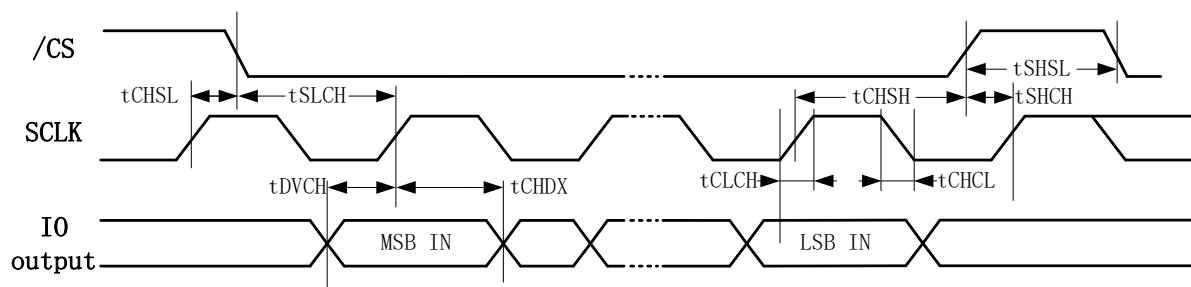 /CS
tSHSL
tCHSL
tSLCH
tCHSH
tSHCH
SCLK
tDVCH
tCHDX
tCLCH
tCHCL
IO
output
MSB IN
LSB IN